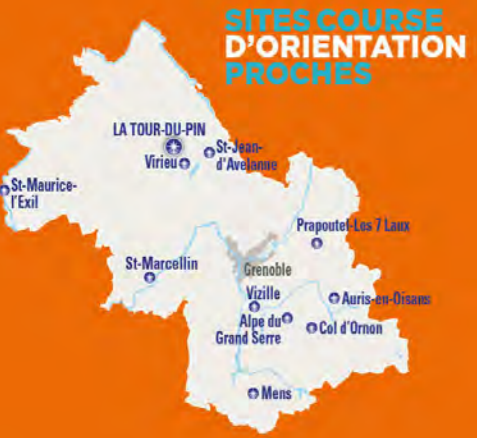 SITES COURSE
D'ORIENTATION
PROCHES
LA TOUR-DU-PIN
Virieu
St-Jean-
d'Avelanne
St-Maurice-
l'Exil
Prapoutel-Les 7 Laux
St-Marcellin
Grenoble
Vizille
Auris-en-Oisans
Alpe du
Grand Serre
Col d'Ornon
Mens